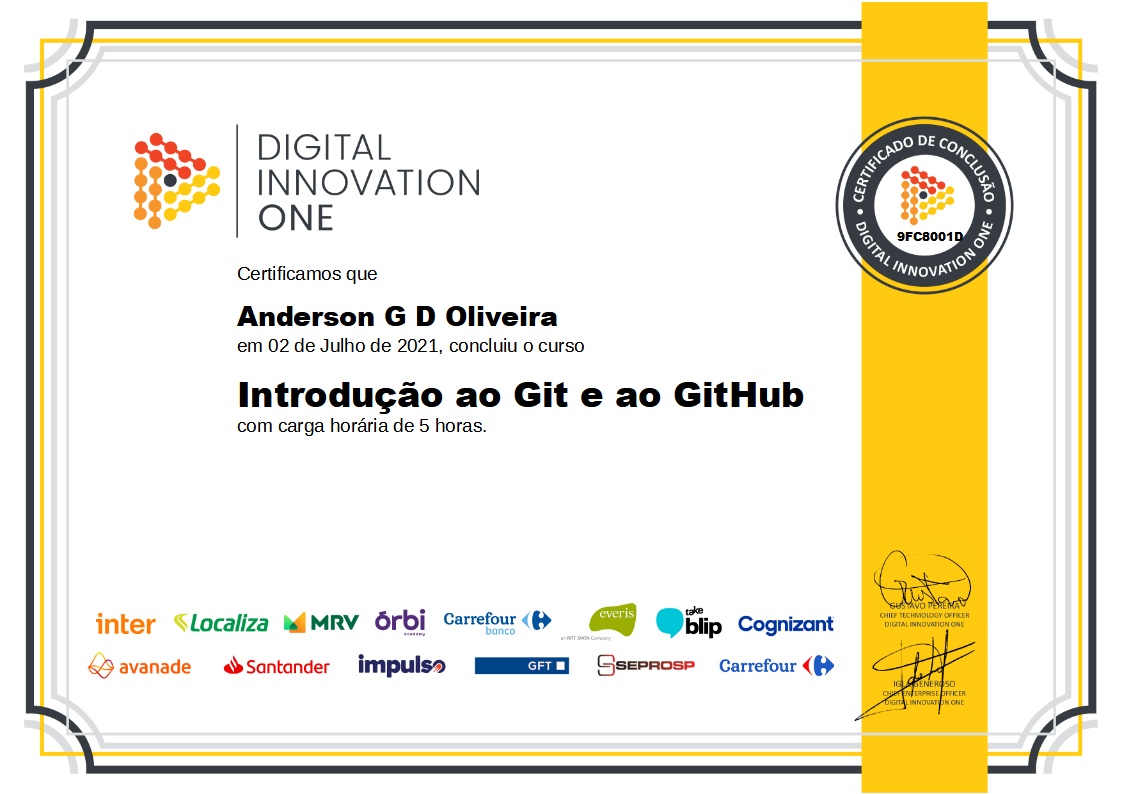 DIGITAL
INNOVATION
ONE
CERTIFICADO DE CONCLUSÃO
9FC8001D
DIGITAL INNOVATION ONE
Certificamos que
Anderson G D Oliveira
em 02 de Julho de 2021, concluiu o curso
Introdução ao Git e ao GitHub
com carga horária de 5 horas.
GUSTAVO PEREIRA
CHIEF TECHNOLOGY OFFICER
DIGITAL INNOVATION ONE
inter Localiza MRV órbi academy Carrefour banco everis an NTT DATA Company take blip Cognizant
avanade Santander impulso GFT SEPROSP Carrefour
IGLÁ GENEROSO
CHIEF ENTERPRISE OFFICER
DIGITAL INNOVATION ONE